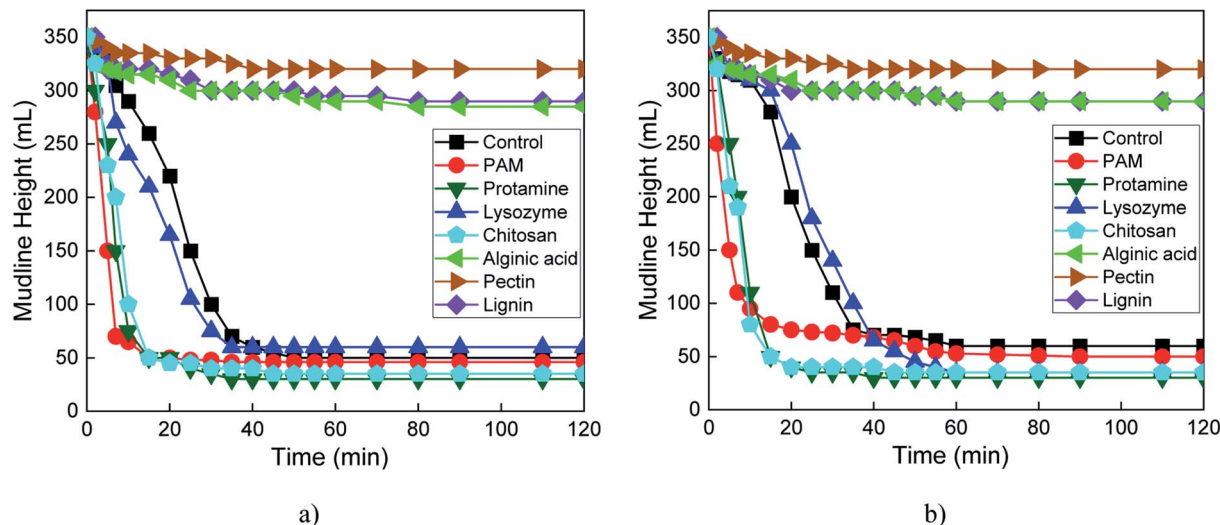 350
300
250
200
150
100
50
0
Mudline Height (mL)
Control
PAM
Protamine
Lysozyme
Chitosan
Alginic acid
Pectin
Lignin
0 20 40 60 80 100 120
Time (min)
a)
350
300
250
200
150
100
50
0
Mudline Height (mL)
Control
PAM
Protamine
Lysozyme
Chitosan
Alginic acid
Pectin
Lignin
0 20 40 60 80 100 120
Time (min)
b)